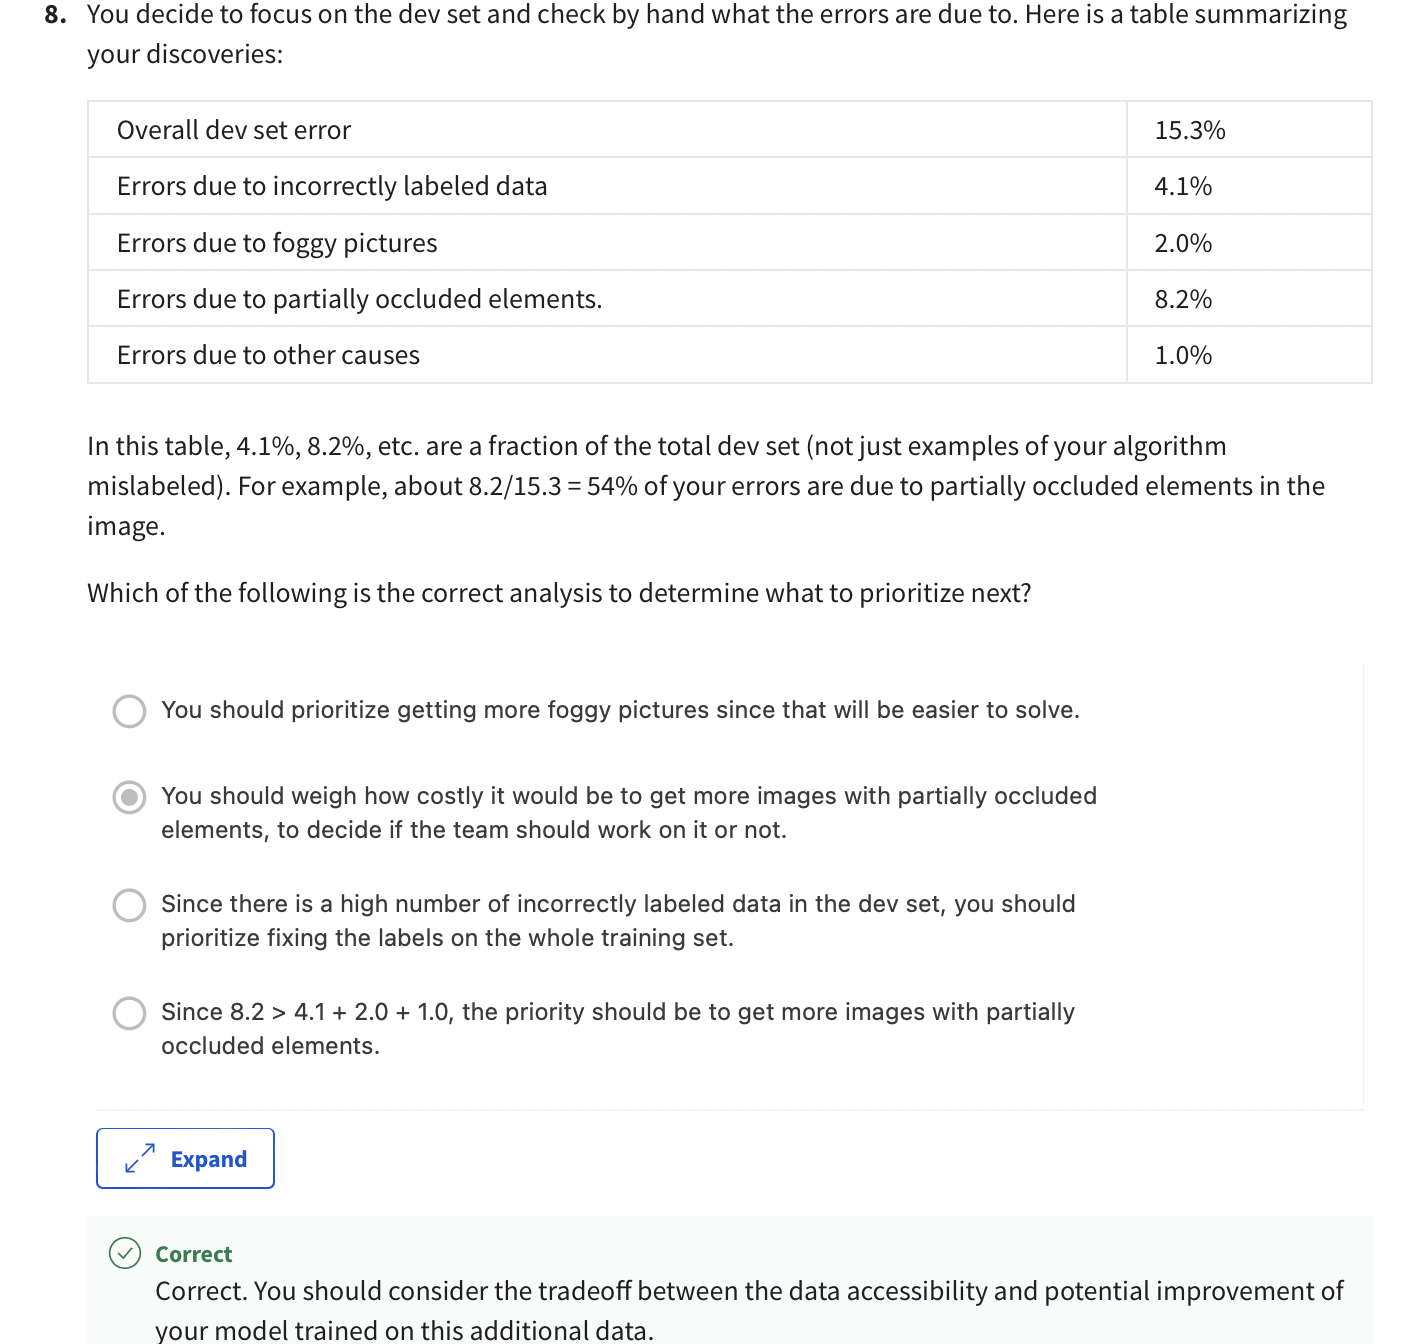 8. You decide to focus on the dev set and check by hand what the errors are due to. Here is a table summarizing
your discoveries:
Overall dev set error 15.3%
Errors due to incorrectly labeled data 4.1%
Errors due to foggy pictures 2.0%
Errors due to partially occluded elements. 8.2%
Errors due to other causes 1.0%
In this table, 4.1%, 8.2%, etc. are a fraction of the total dev set (not just examples of your algorithm
mislabeled). For example, about 8.2/15.3 = 54% of your errors are due to partially occluded elements in the
image.
Which of the following is the correct analysis to determine what to prioritize next?
You should prioritize getting more foggy pictures since that will be easier to solve.
You should weigh how costly it would be to get more images with partially occluded
elements, to decide if the team should work on it or not.
Since there is a high number of incorrectly labeled data in the dev set, you should
prioritize fixing the labels on the whole training set.
Since 8.2 > 4.1 + 2.0 + 1.0, the priority should be to get more images with partially
occluded elements.
Expand
Correct
Correct. You should consider the tradeoff between the data accessibility and potential improvement of
your model trained on this additional data.